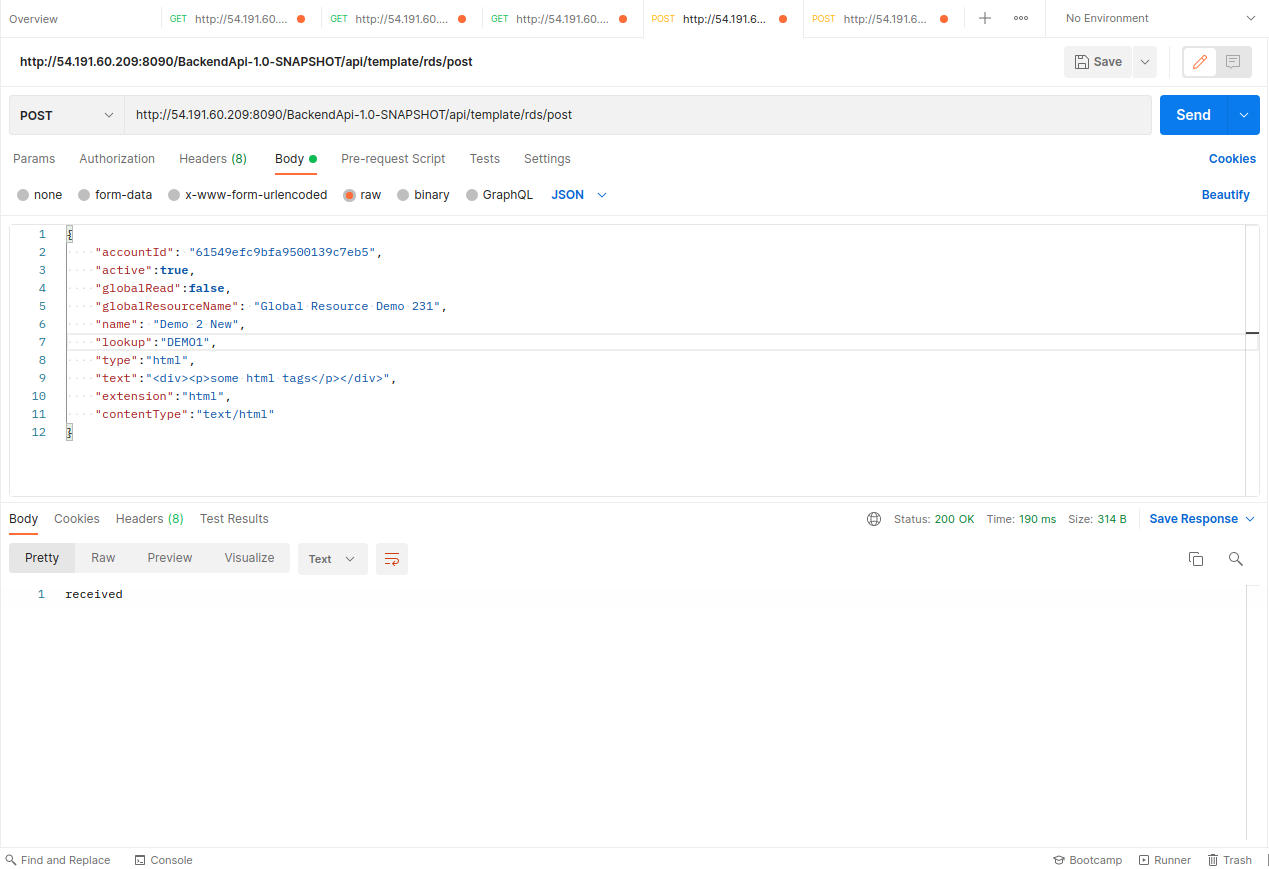 Overview GET http://54.191.60.... GET http://54.191.60.... GET http://54.191.60.... POST http://54.191.6... POST http://54.191.6... No Environment
http://54.191.60.209:8090/BackendApi-1.0-SNAPSHOT/api/template/rds/post Save
POST http://54.191.60.209:8090/BackendApi-1.0-SNAPSHOT/api/template/rds/post Send
Params Authorization Headers (8) Body Pre-request Script Tests Settings Cookies
none form-data x-www-form-urlencoded raw binary GraphQL JSON Beautify
1 {
2 "accountId": "61549efc9bfa9500139c7eb5",
3 "active":true,
4 "globalRead":false,
5 "globalResourceName": "Global Resource Demo 231",
6 "name": "Demo 2 New",
7 "lookup":"DEMO1",
8 "type":"html",
9 "text":"<div><p>some html tags</p></div>",
10 "extension":"html",
11 "contentType":"text/html"
12 }
Body Cookies Headers (8) Test Results Status: 200 OK Time: 190 ms Size: 314 B Save Response
Pretty Raw Preview Visualize Text
1 received
Find and Replace Console Bootcamp Runner Trash